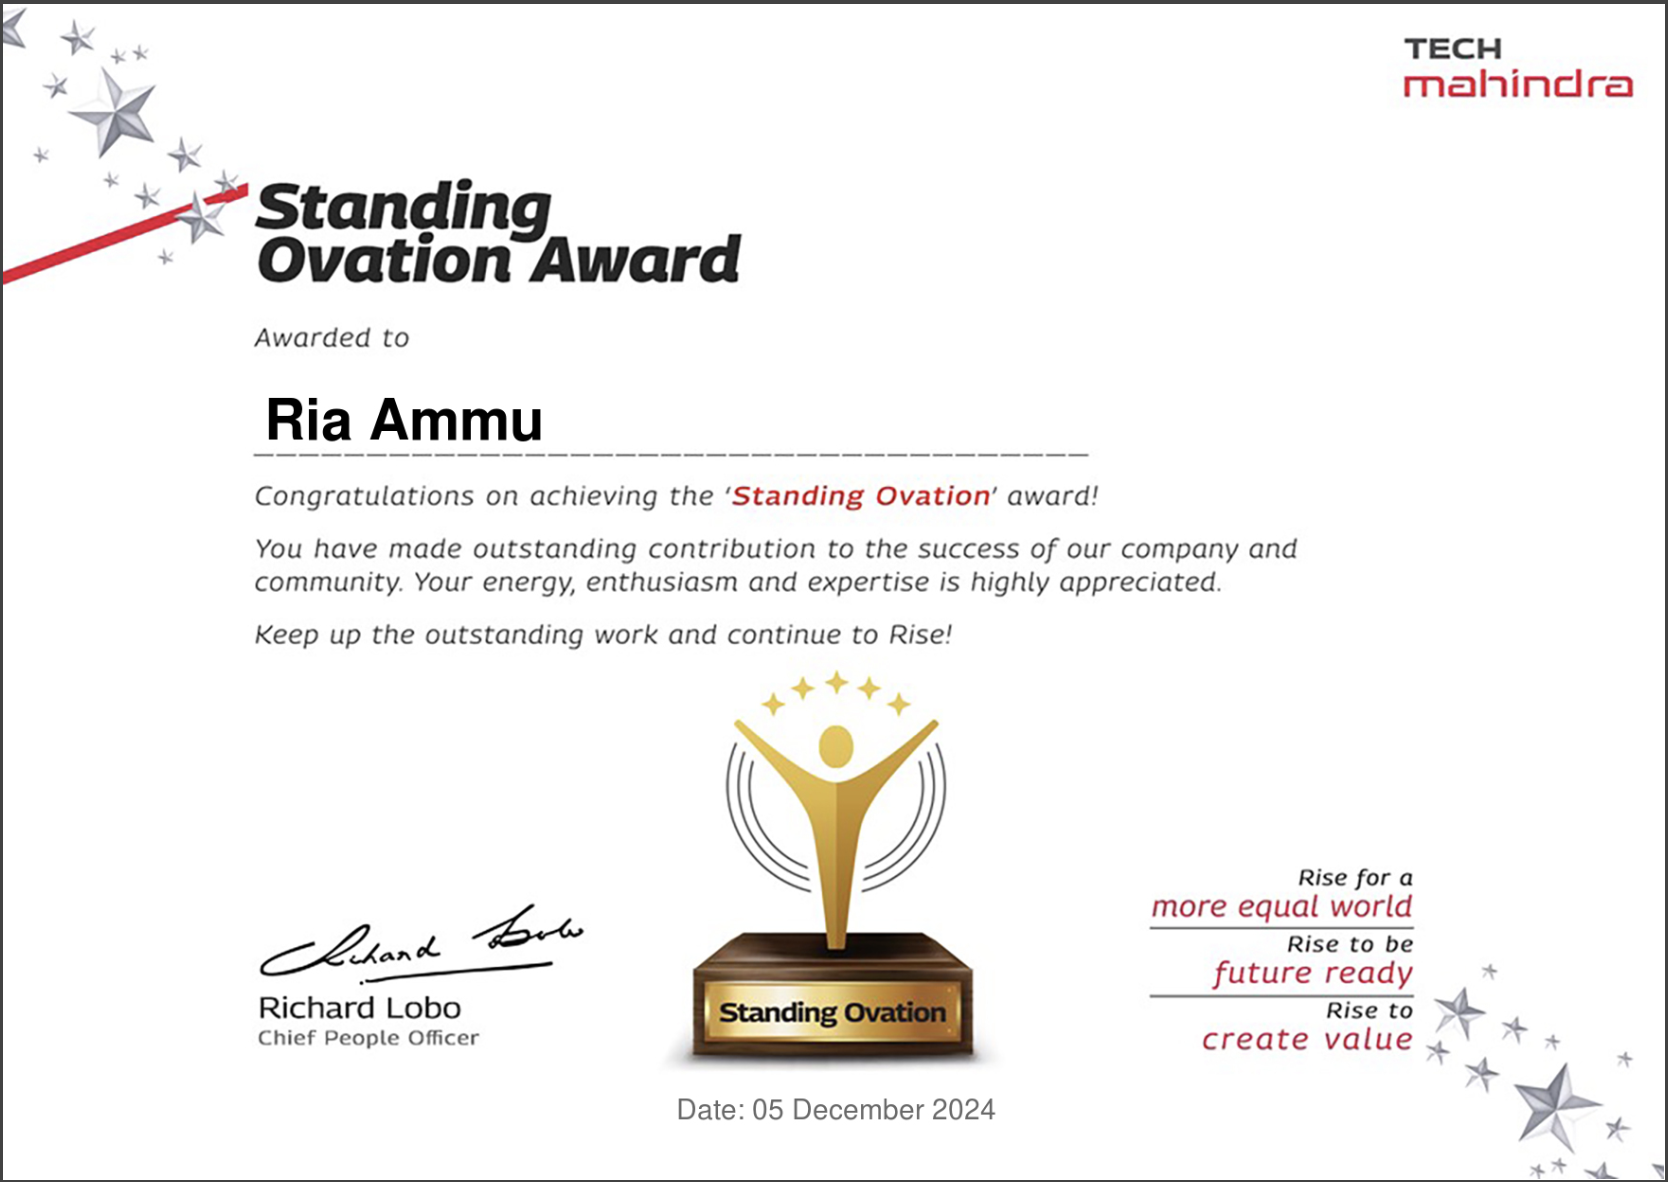 TECH
mahindra
Standing
Ovation Award
Awarded to
Ria Ammu
Congratulations on achieving the ‘Standing Ovation’ award!
You have made outstanding contribution to the success of our company and
community. Your energy, enthusiasm and expertise is highly appreciated.
Keep up the outstanding work and continue to Rise!
Richard Lobo
Richard Lobo
Chief People Officer
Standing Ovation
Rise for a
more equal world
Rise to be
future ready
Rise to
create value
Date: 05 December 2024